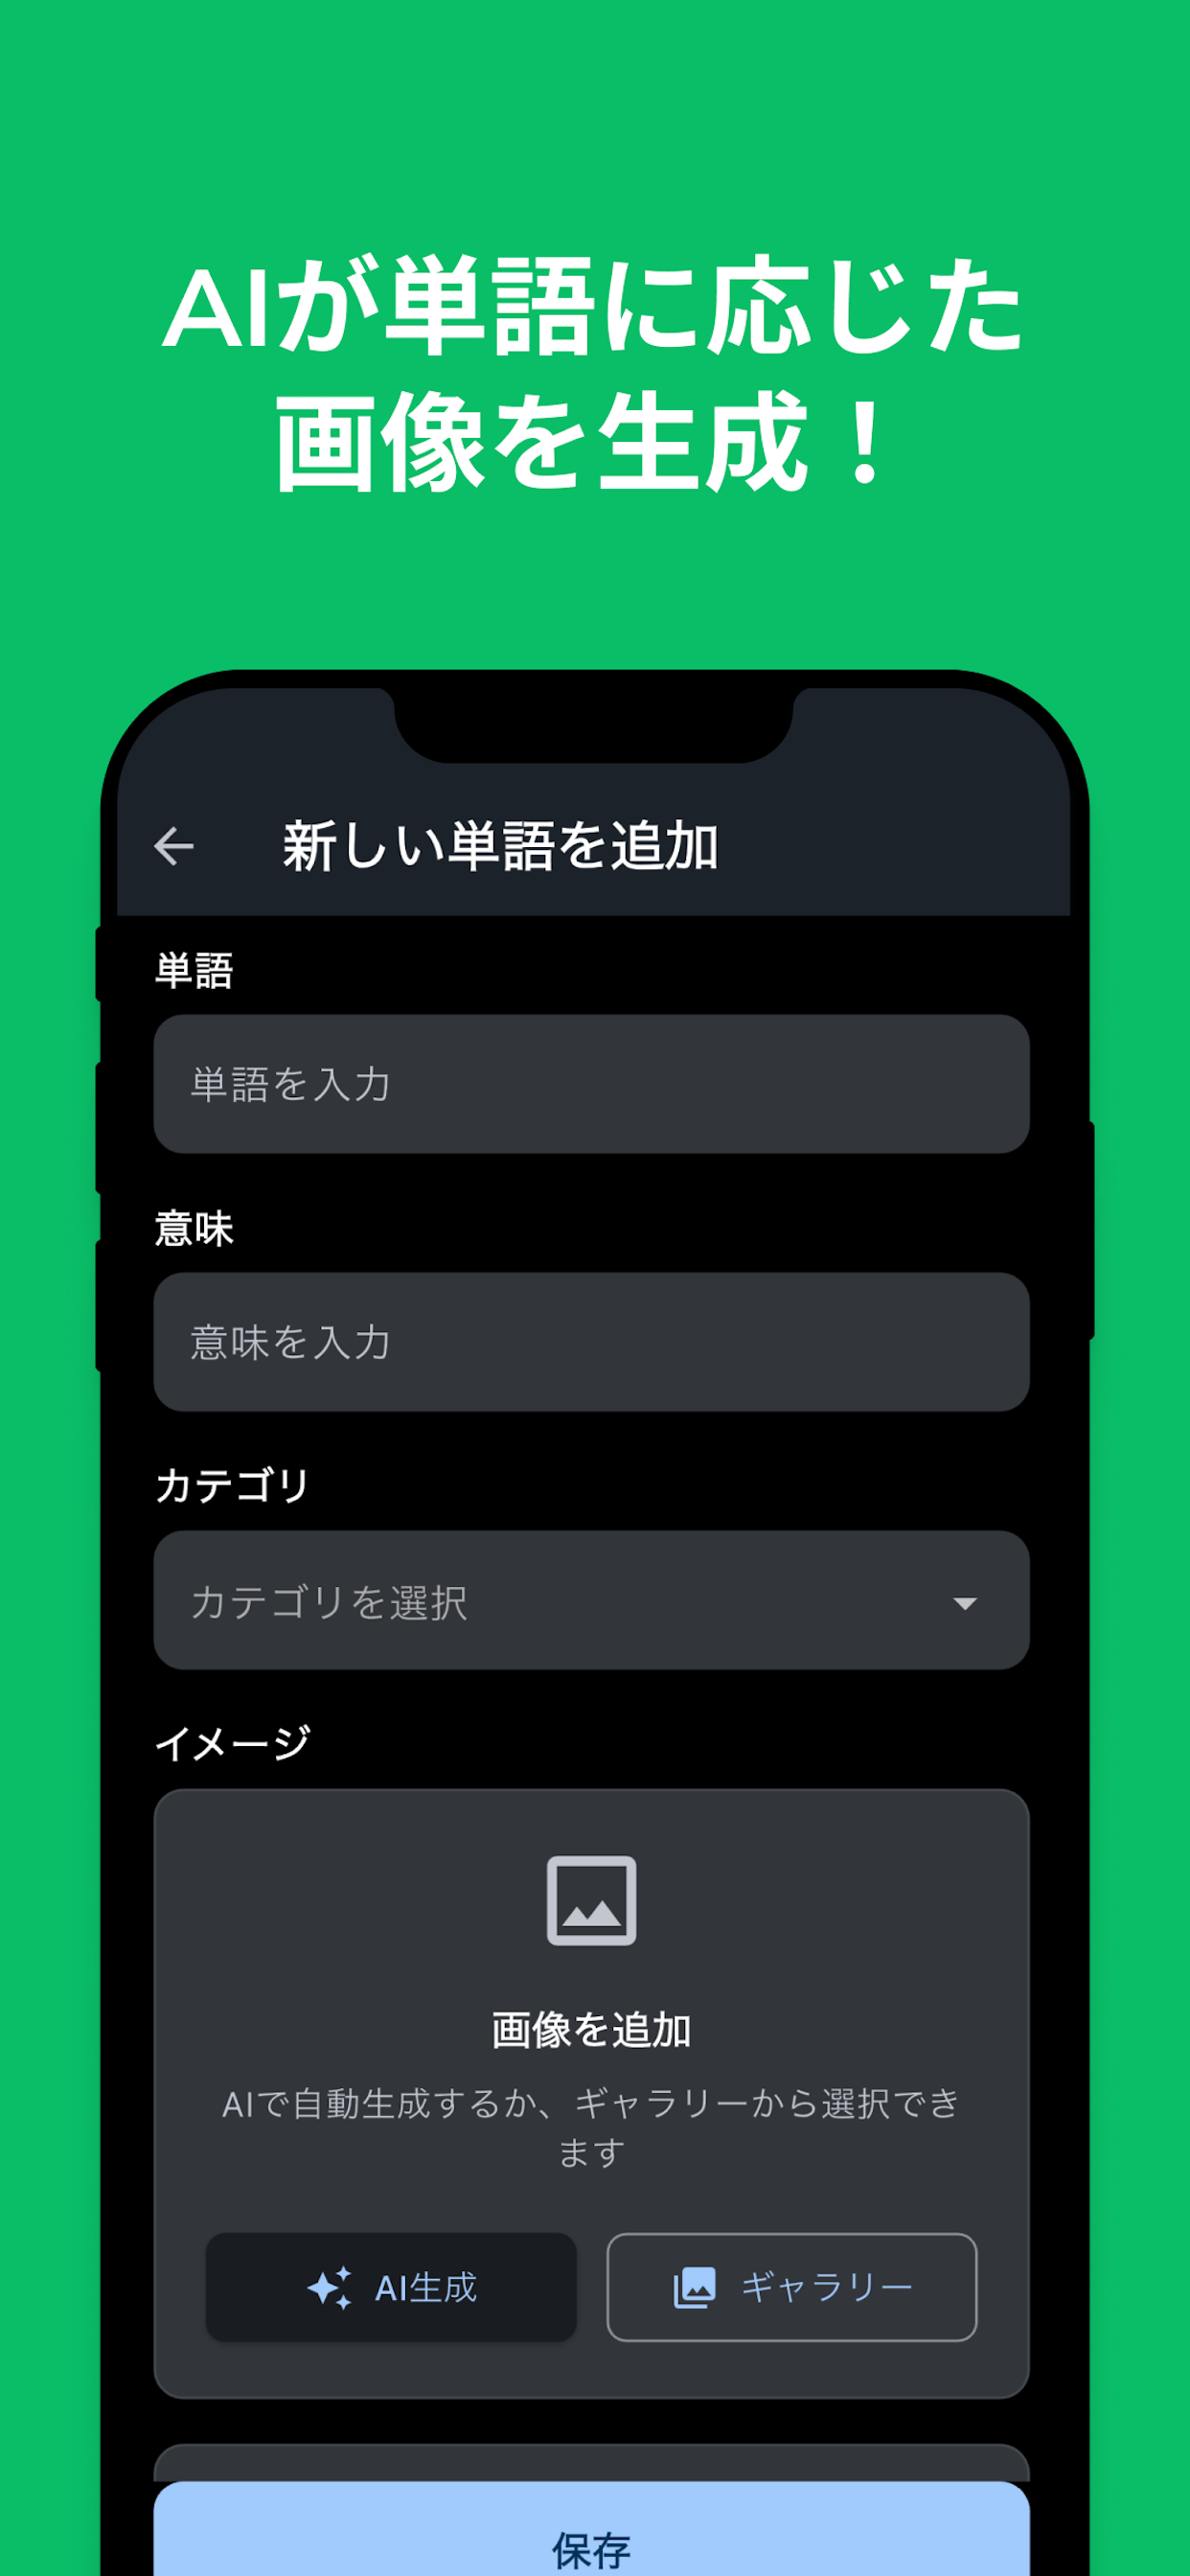 AIが単語に応じた
画像を生成！
新しい単語を追加
単語
単語を入力
意味
意味を入力
カテゴリ
カテゴリを選択
イメージ
画像を追加
AIで自動生成するか、ギャラリーから選択でき
ます
AI生成
ギャラリー
保存